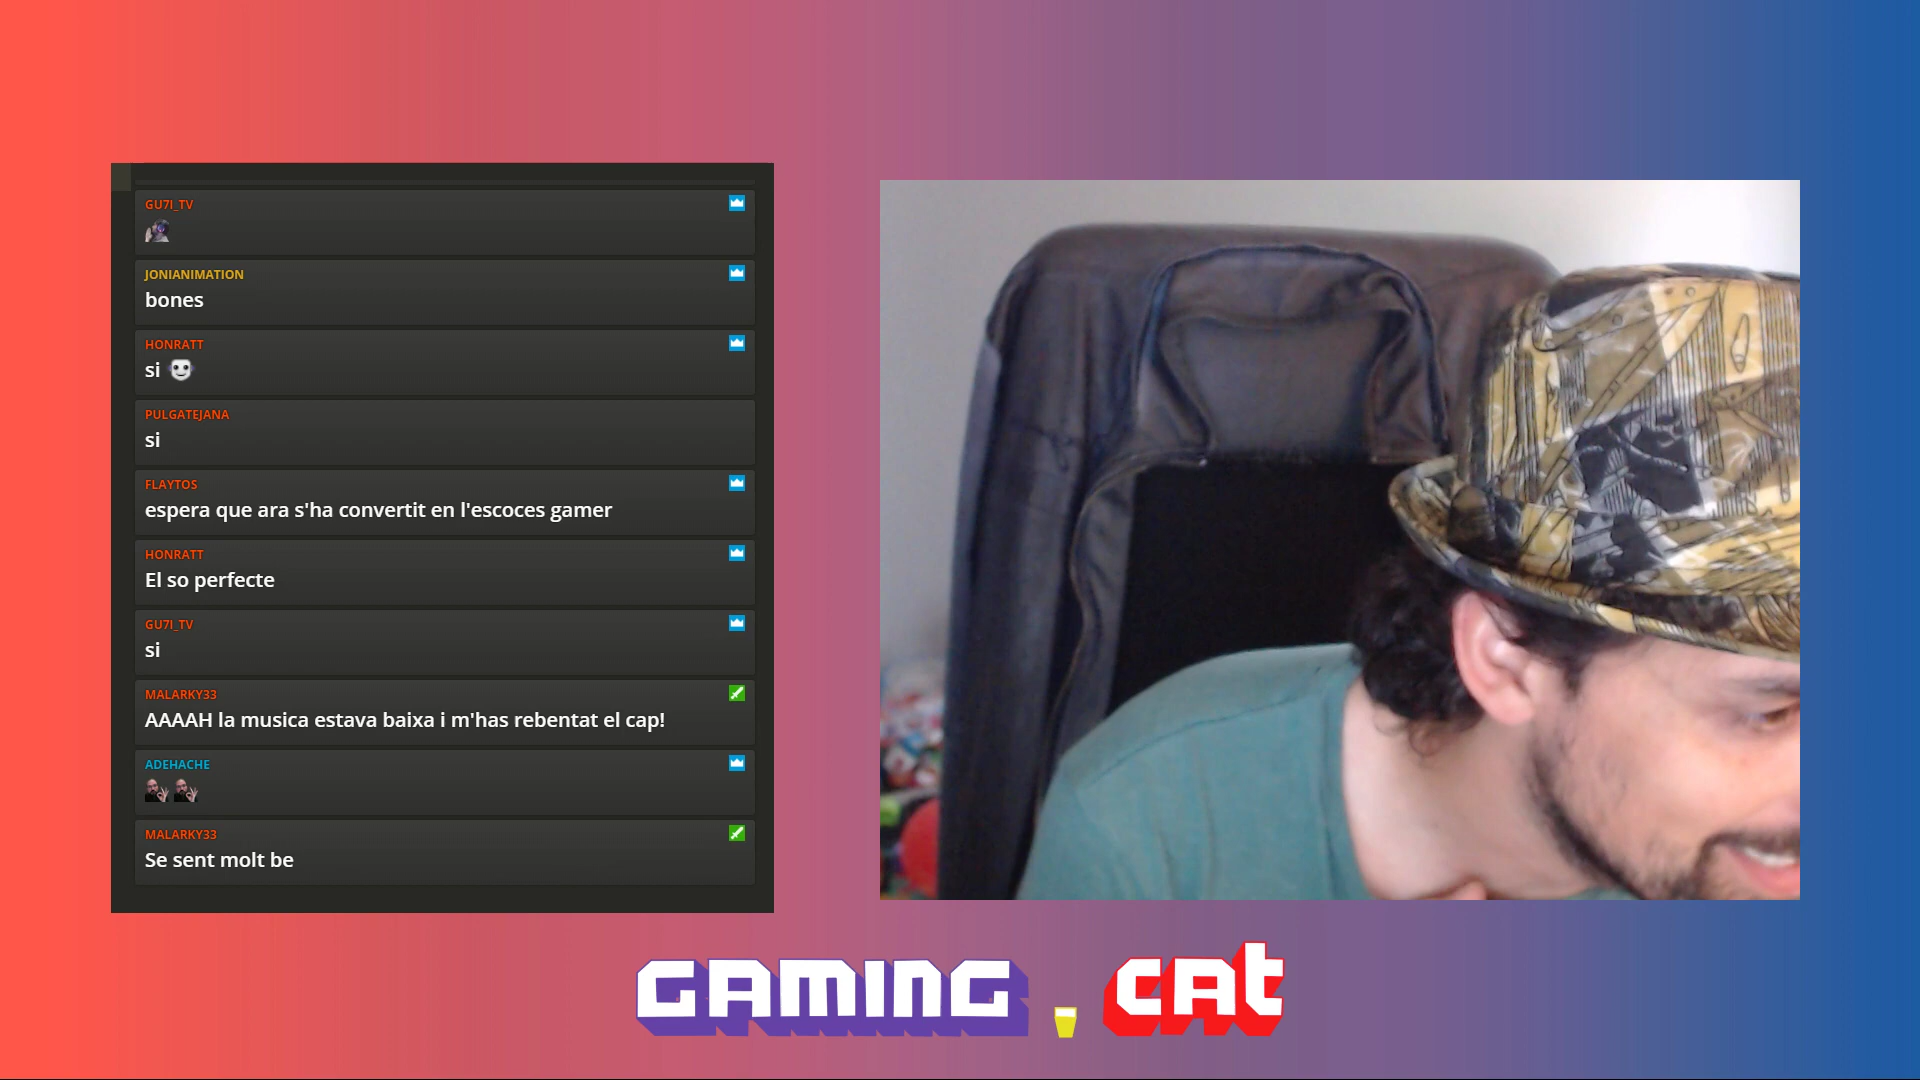 GU7I_TV
JONIANIMATION
bones
HONRATT
si
PULGATEJANA
si
FLAYTOS
espera que ara s'ha convertit en l'escoces gamer
HONRATT
El so perfecte
GU7I_TV
si
MALARKY33
AAAAH la musica estava baixa i m'has rebentat el cap!
ADEHACHE
MALARKY33
Se sent molt be
GAMING.CAT